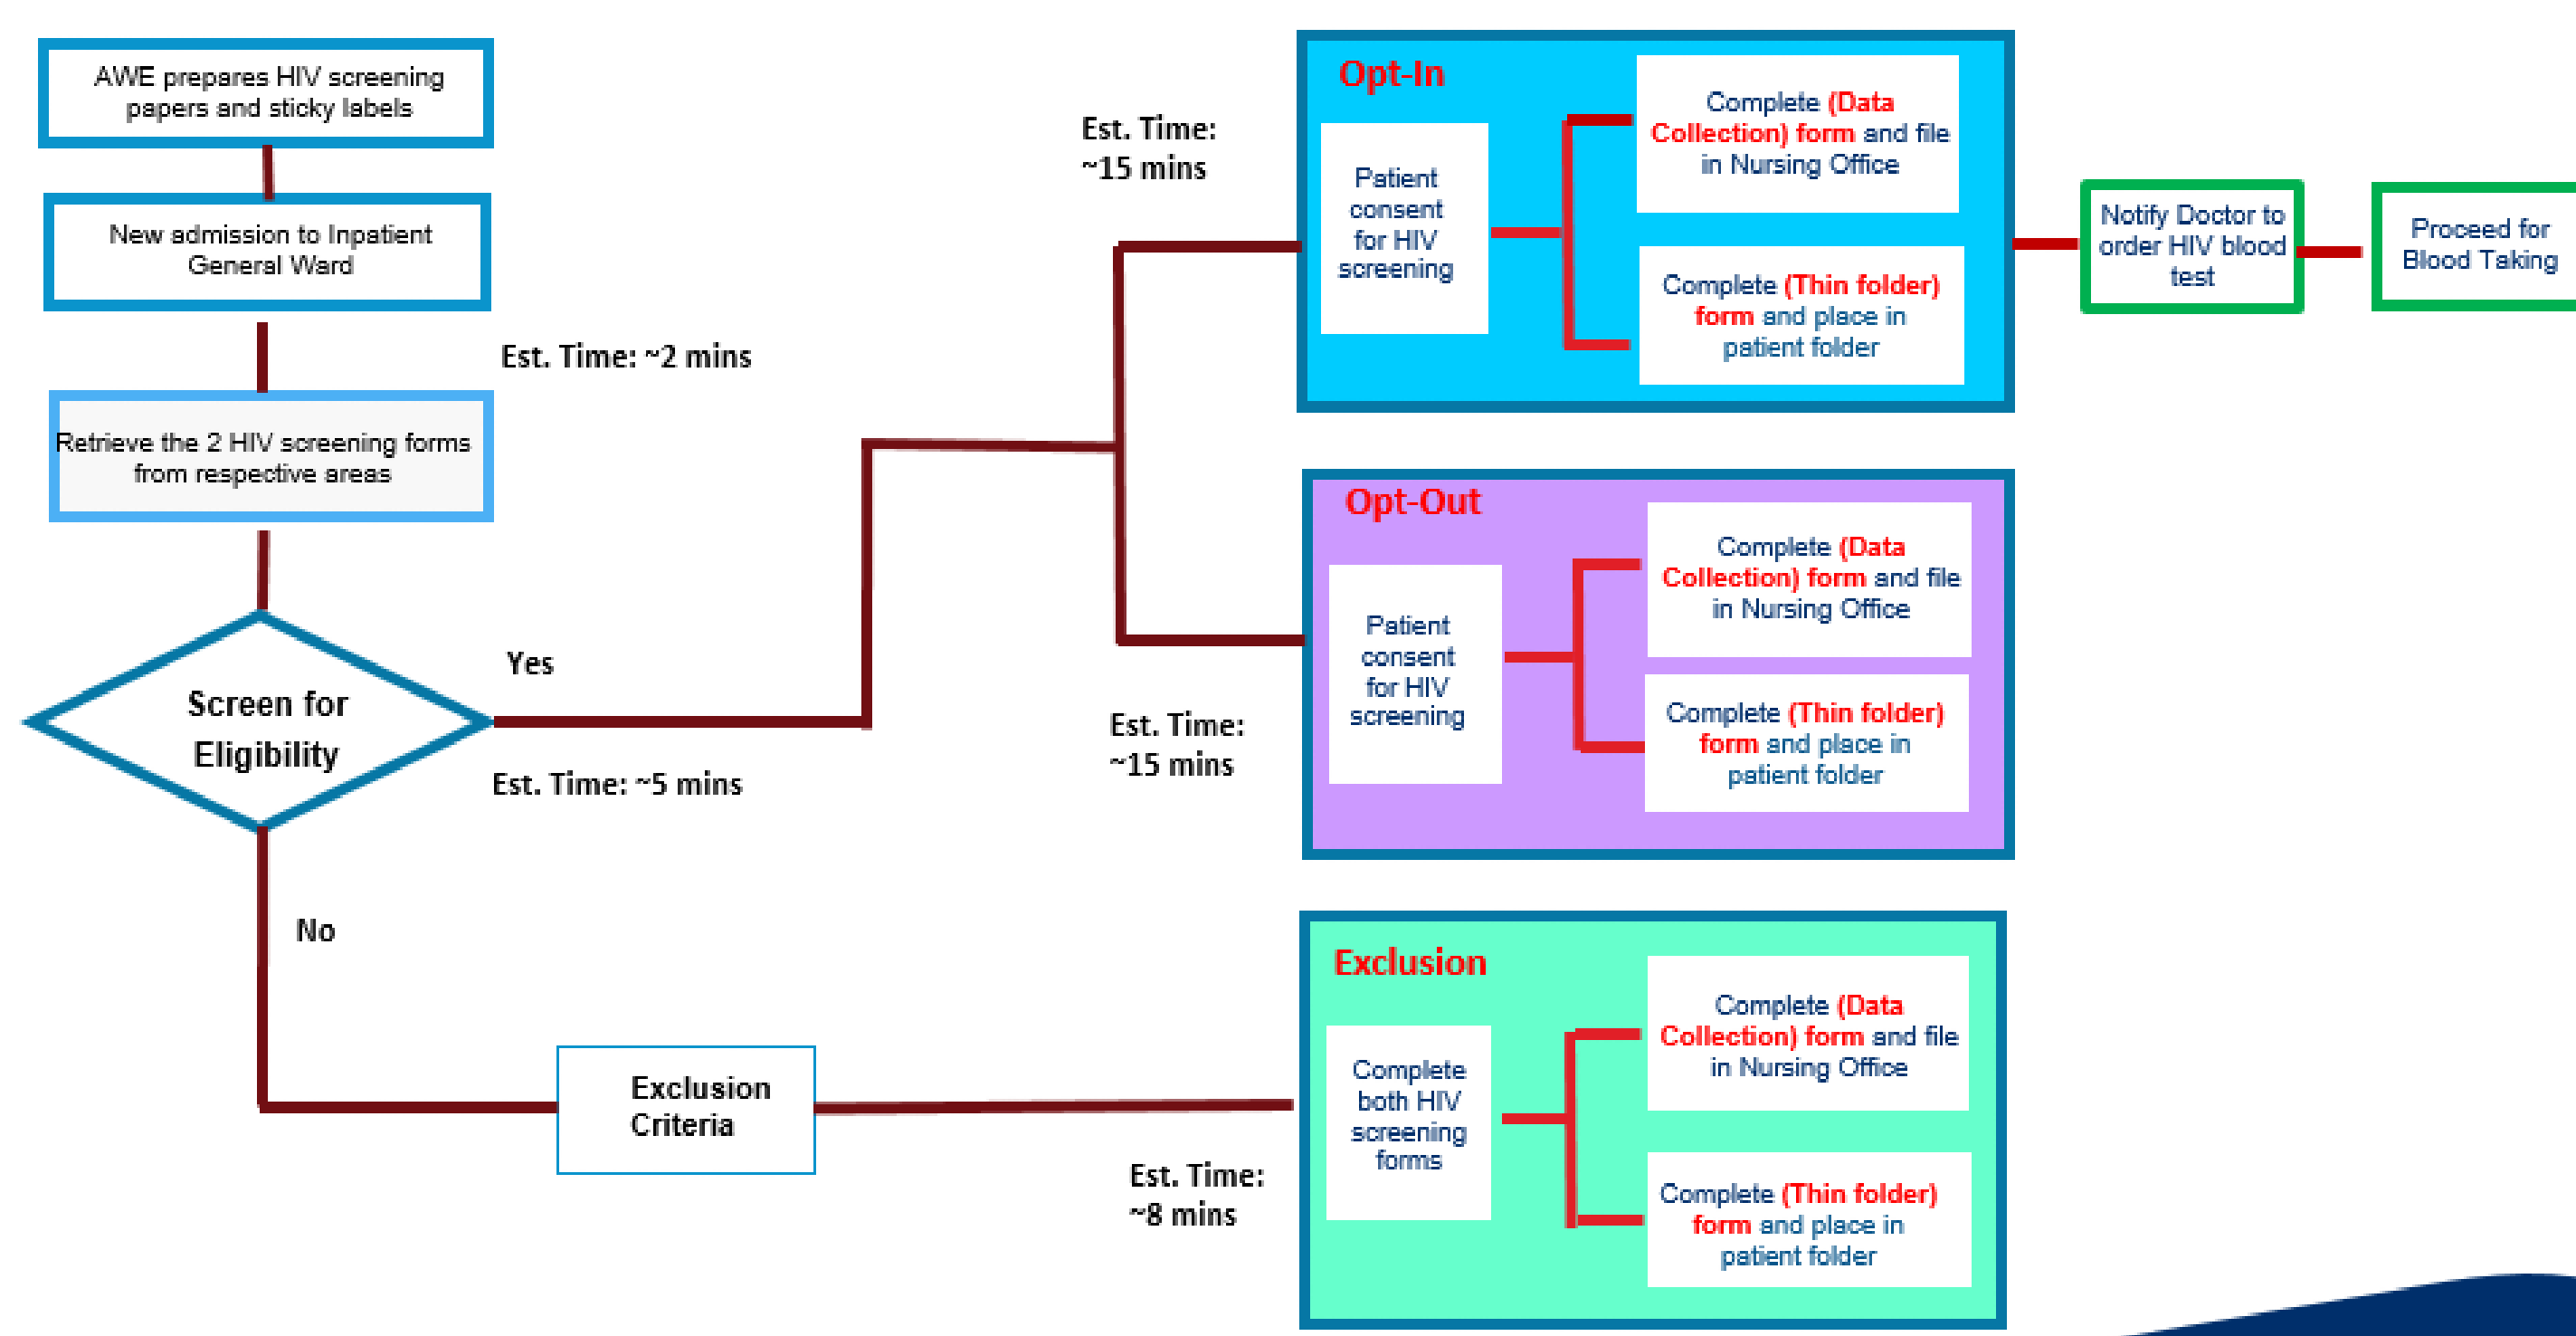 AWE prepares HIV screening
papers and sticky labels
New admission to Inpatient
General Ward
Est. Time: ~2 mins
Retrieve the 2 HIV screening forms
from respective areas
Screen for
Eligibility
Yes
Est. Time: ~5 mins
No
Exclusion
Criteria
Est. Time:
~15 mins
Opt-In
Patient
consent
for HIV
screening
Complete (Data
Collection) form and file
in Nursing Office
Complete (Thin folder)
form and place in
patient folder
Notify Doctor to
order HIV blood
test
Proceed for
Blood Taking
Est. Time:
~15 mins
Opt-Out
Patient
consent
for HIV
screening
Complete (Data
Collection) form and file
in Nursing Office
Complete (Thin folder)
form and place in
patient folder
Est. Time:
~8 mins
Exclusion
Complete
both HIV
screening
forms
Complete (Data
Collection) form and file
in Nursing Office
Complete (Thin folder)
form and place in
patient folder